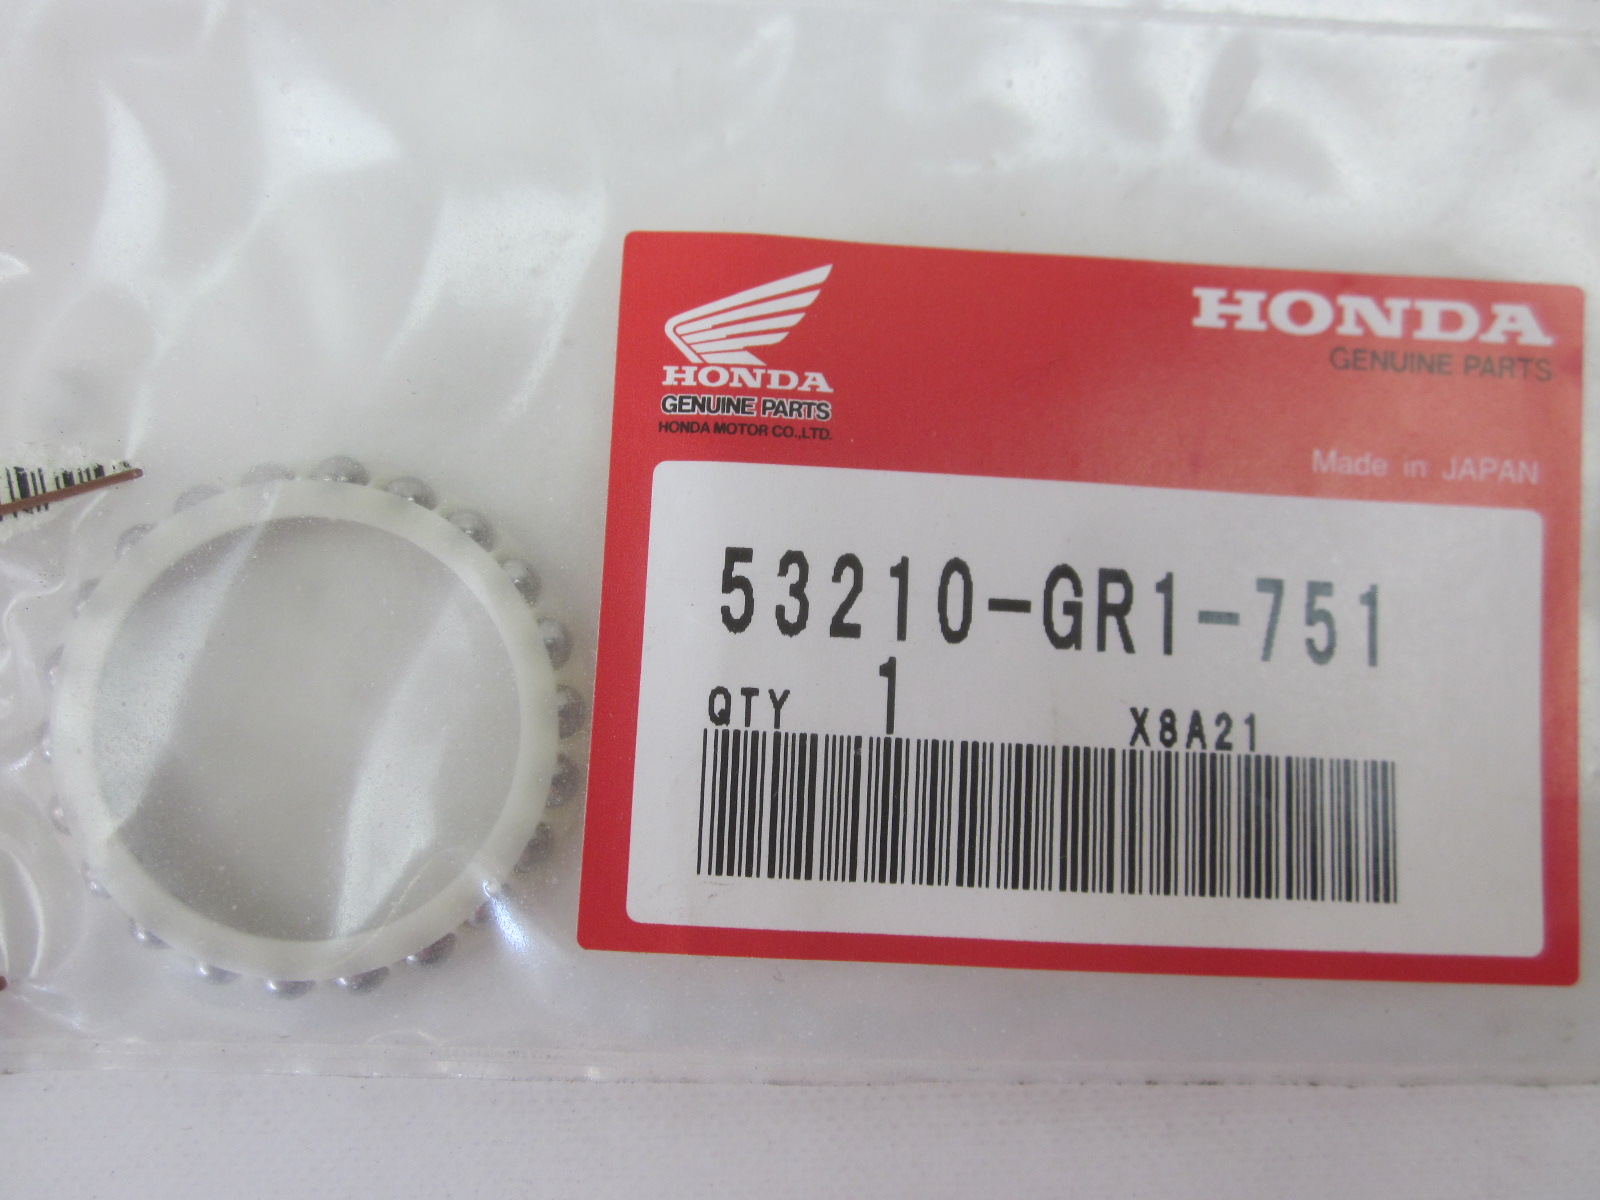 HONDA
GENUINE PARTS
HONDA MOTOR CO.,LTD.
HONDA
GENUINE PARTS
Made in JAPAN
53210-GR1-751
QTY 1 X8A21